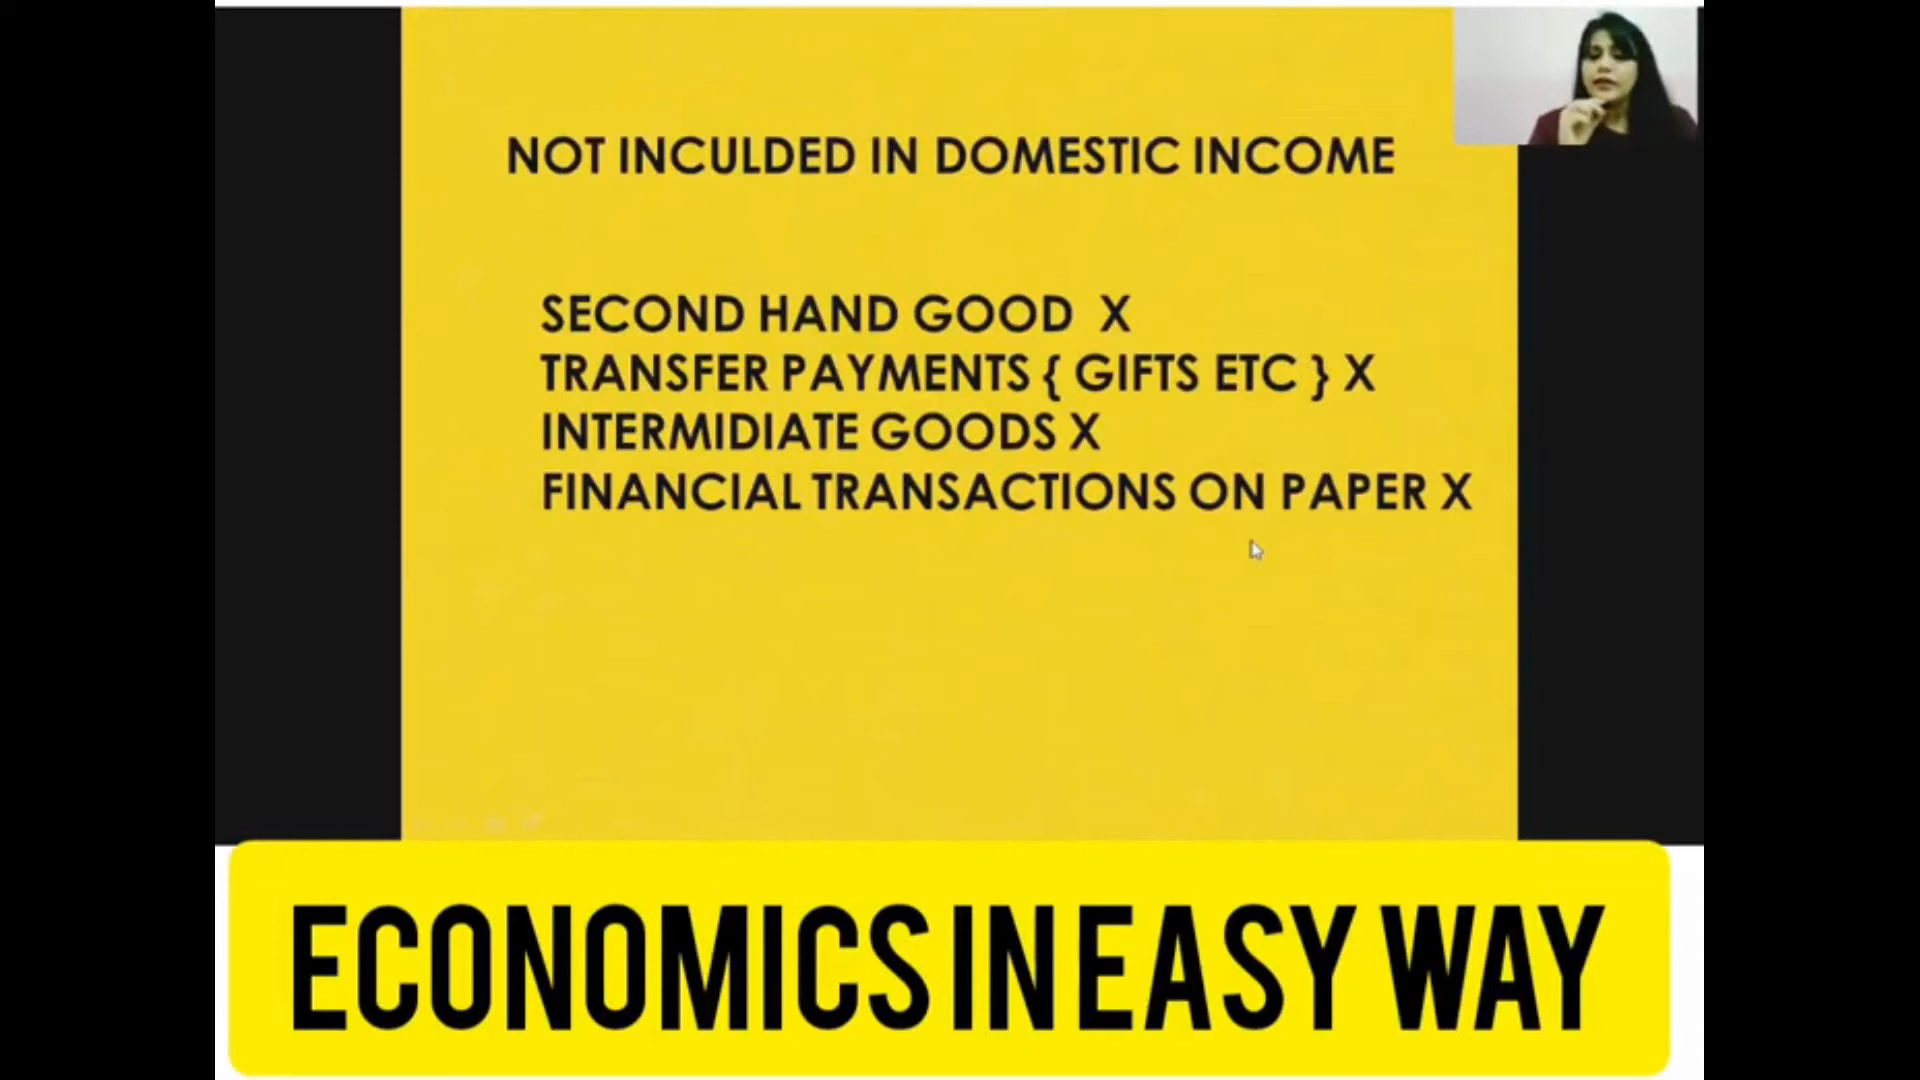 NOT INCULDED IN DOMESTIC INCOME
SECOND HAND GOOD X
TRANSFER PAYMENTS { GIFTS ETC } X
INTERMIDIATE GOODS X
FINANCIAL TRANSACTIONS ON PAPER X
ECONOMICS IN EASY WAY